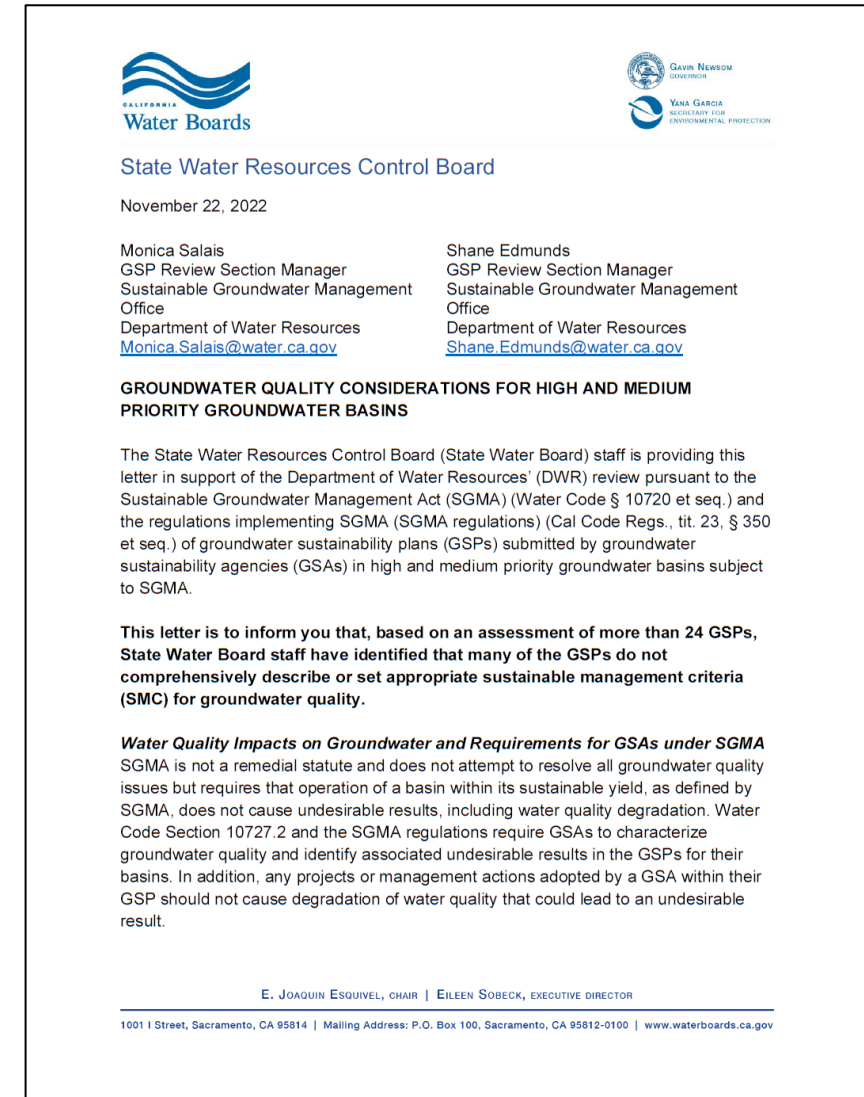 CALIFORNIA
Water Boards
GAVIN NEWSOM
GOVERNOR
YANA GARCIA
SECRETARY FOR
ENVIRONMENTAL PROTECTION
State Water Resources Control Board
November 22, 2022
Monica Salais
GSP Review Section Manager
Sustainable Groundwater Management
Office
Department of Water Resources
Monica.Salais@water.ca.gov
Shane Edmunds
GSP Review Section Manager
Sustainable Groundwater Management
Office
Department of Water Resources
Shane.Edmunds@water.ca.gov
GROUNDWATER QUALITY CONSIDERATIONS FOR HIGH AND MEDIUM
PRIORITY GROUNDWATER BASINS
The State Water Resources Control Board (State Water Board) staff is providing this
letter in support of the Department of Water Resources' (DWR) review pursuant to the
Sustainable Groundwater Management Act (SGMA) (Water Code § 10720 et seq.) and
the regulations implementing SGMA (SGMA regulations) (Cal Code Regs., tit. 23, § 350
et seq.) of groundwater sustainability plans (GSPs) submitted by groundwater
sustainability agencies (GSAs) in high and medium priority groundwater basins subject
to SGMA.
This letter is to inform you that, based on an assessment of more than 24 GSPs,
State Water Board staff have identified that many of the GSPs do not
comprehensively describe or set appropriate sustainable management criteria
(SMC) for groundwater quality.
Water Quality Impacts on Groundwater and Requirements for GSAs under SGMA
SGMA is not a remedial statute and does not attempt to resolve all groundwater quality
issues but requires that operation of a basin within its sustainable yield, as defined by
SGMA, does not cause undesirable results, including water quality degradation. Water
Code Section 10727.2 and the SGMA regulations require GSAs to characterize
groundwater quality and identify associated undesirable results in the GSPs for their
basins. In addition, any projects or management actions adopted by a GSA within their
GSP should not cause degradation of water quality that could lead to an undesirable
result.
E. JOAQUIN ESQUIVEL, CHAIR | EILEEN SOBECK, EXECUTIVE DIRECTOR
1001 I Street, Sacramento, CA 95814 | Mailing Address: P.O. Box 100, Sacramento, CA 95812-0100 | www.waterboards.ca.gov